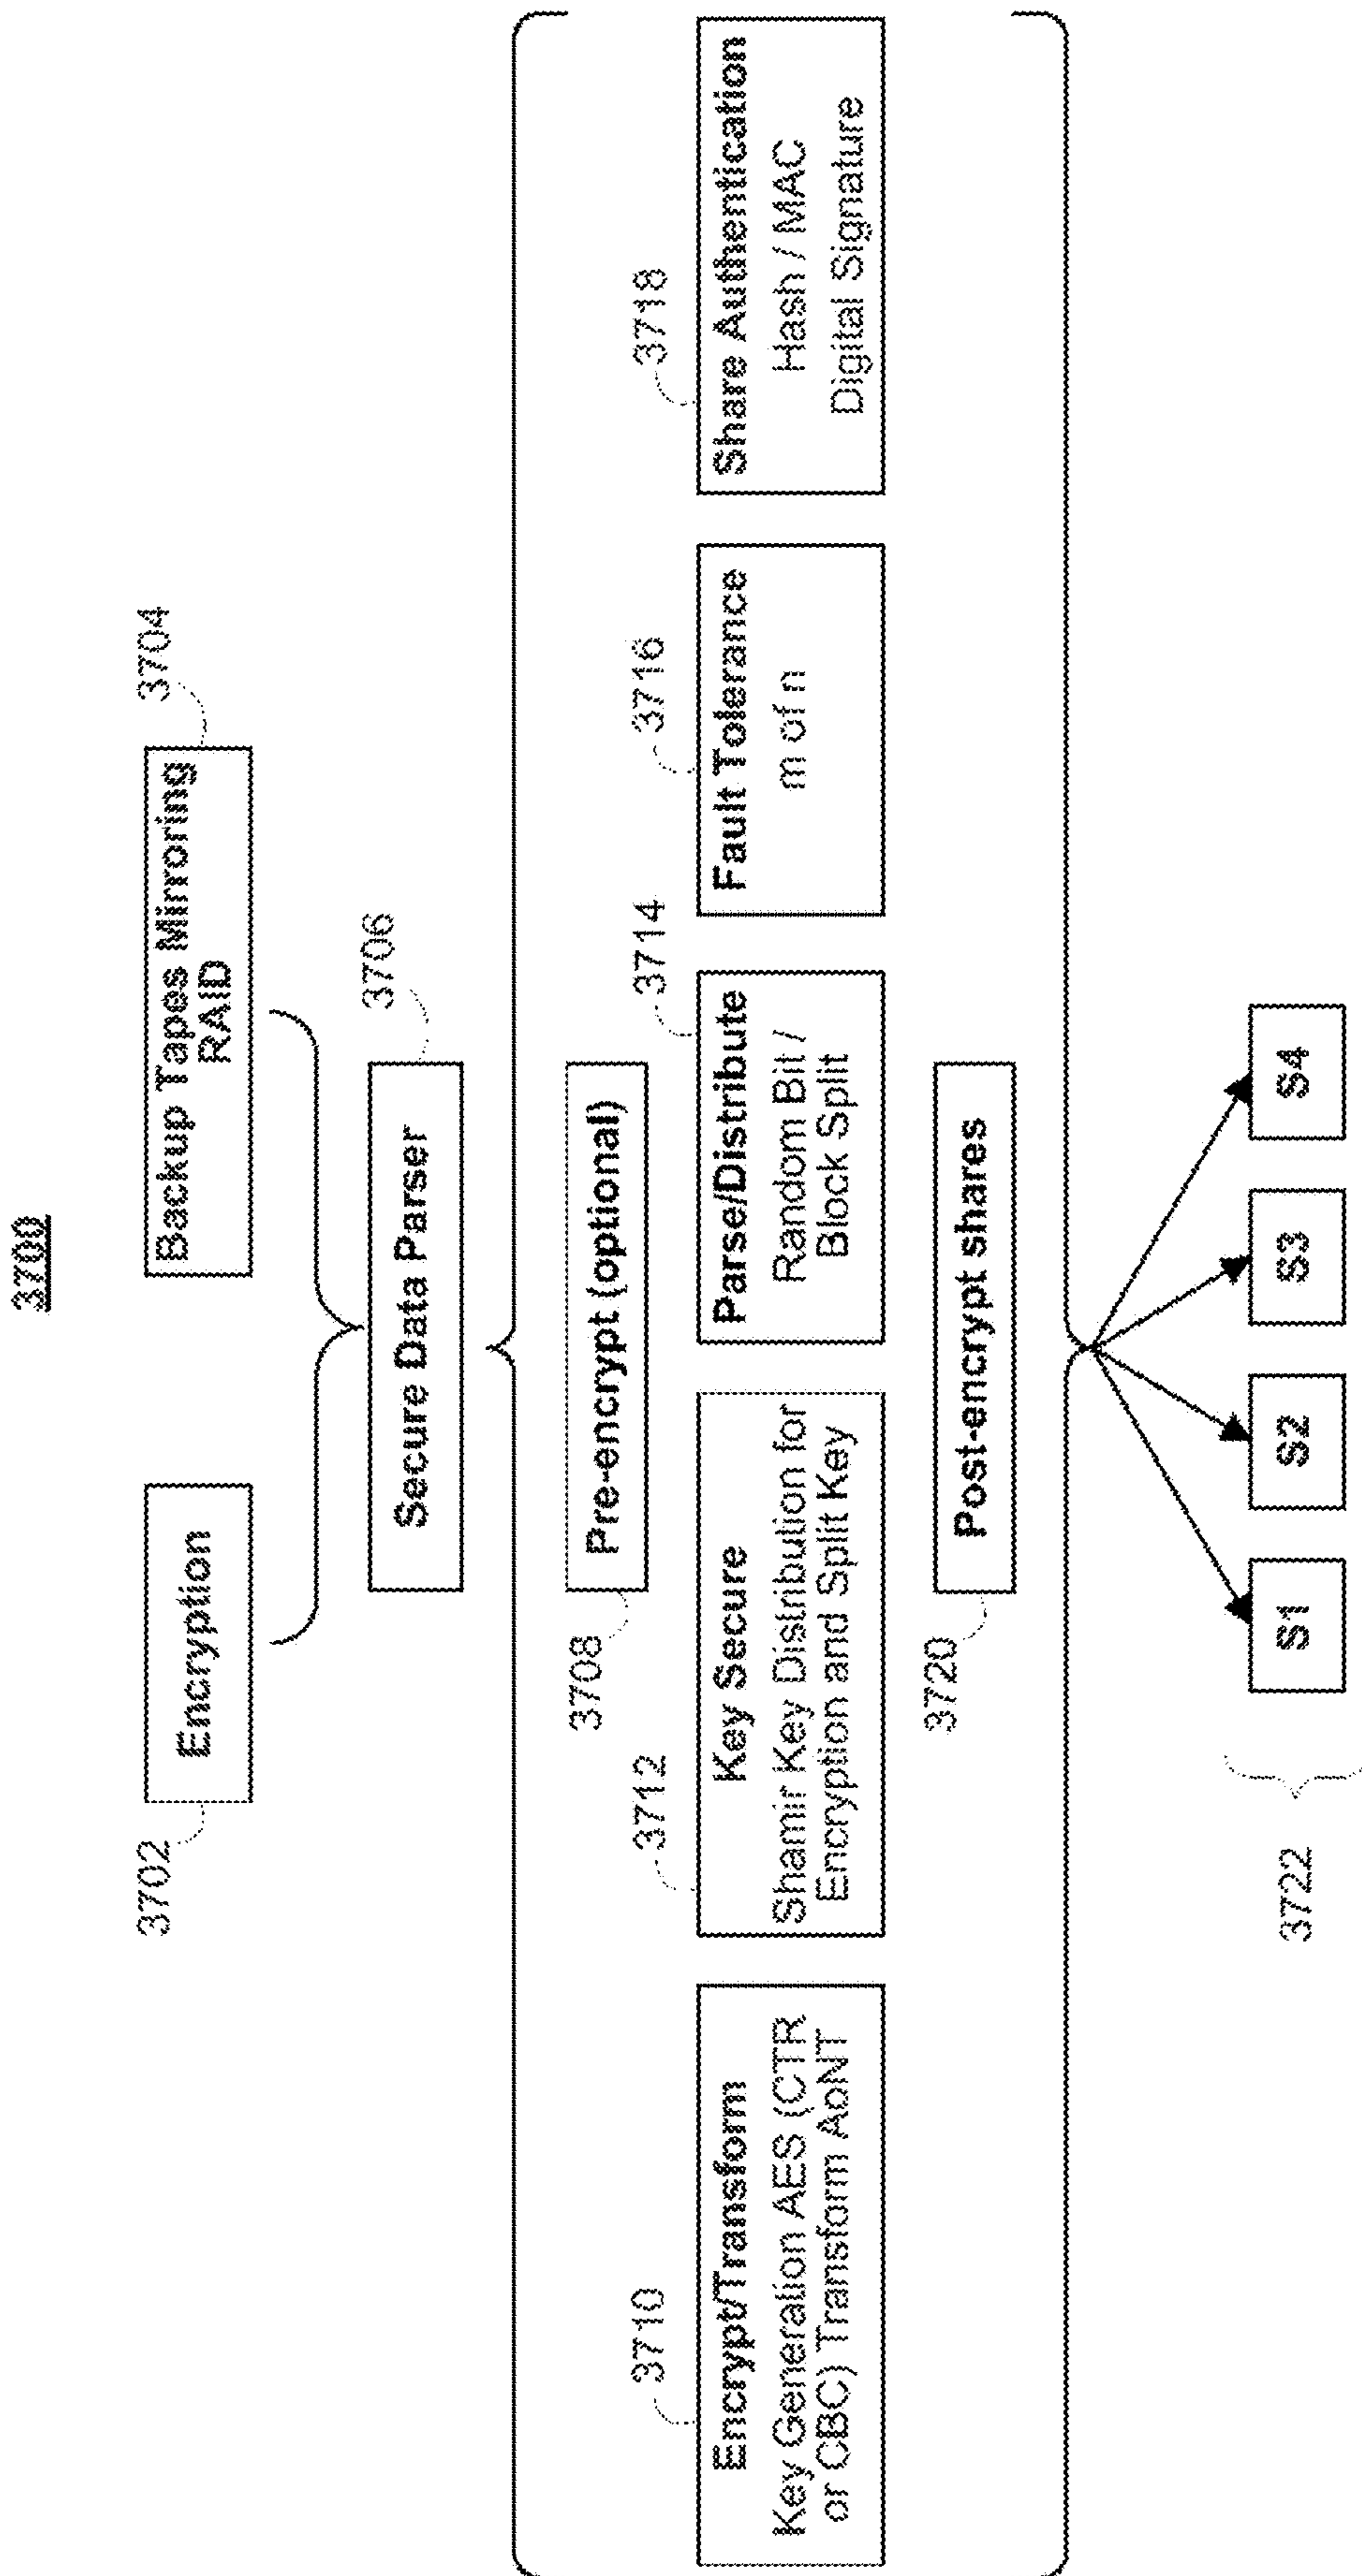 3700
3702
Encryption
Backup Tapes Mirroring
RAID
3704
Secure Data Parser
3706
3708
Pre-encrypt (optional)
3710
Encrypt/Transform
Key Generation AES (CTR
or CBC) Transform AoNT
3712
Key Secure
Shamir Key Distribution for
Encryption and Split Key
3714
Parse/Distribute
Random Bit /
Block Split
3716
Fault Tolerance
m of n
3718
Share Authentication
Hash / MAC
Digital Signature
3720
Post-encrypt shares
3722
S1
S2
S3
S4